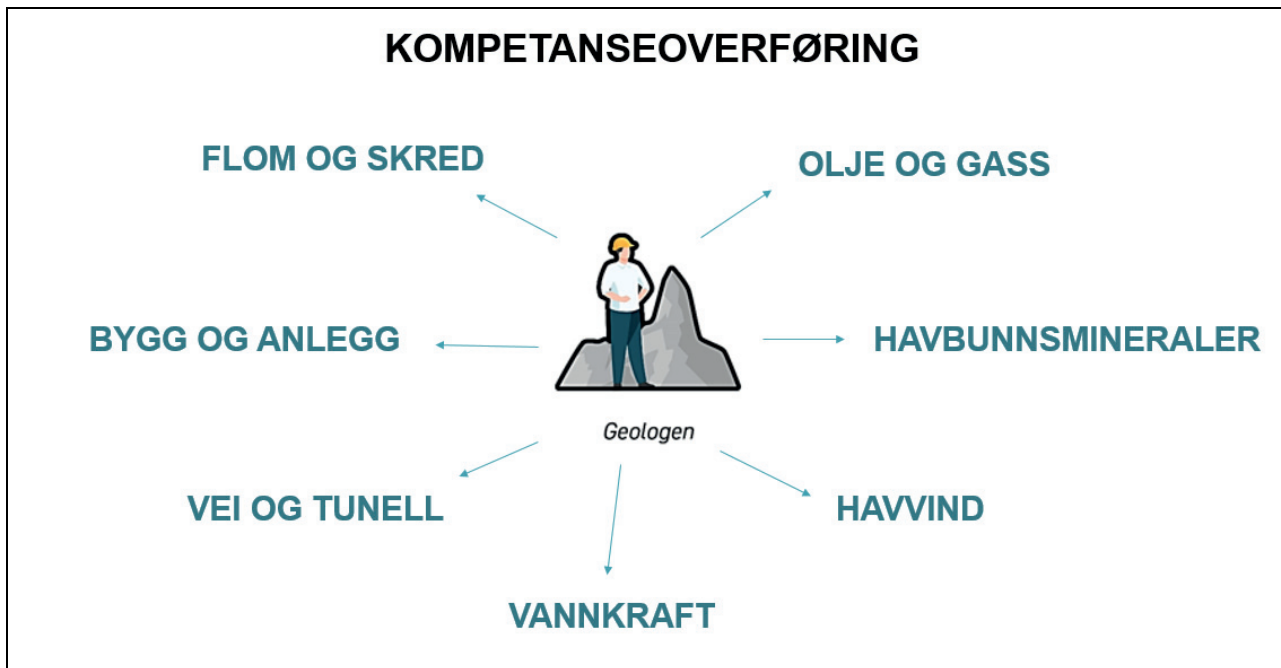 KOMPETANSEOVERFØRING
FLOM OG SKRED
OLJE OG GASS
BYGG OG ANLEGG
HAVBUNNSMINERALER
Geologen
VEI OG TUNELL
HAVVIND
VANNKRAFT